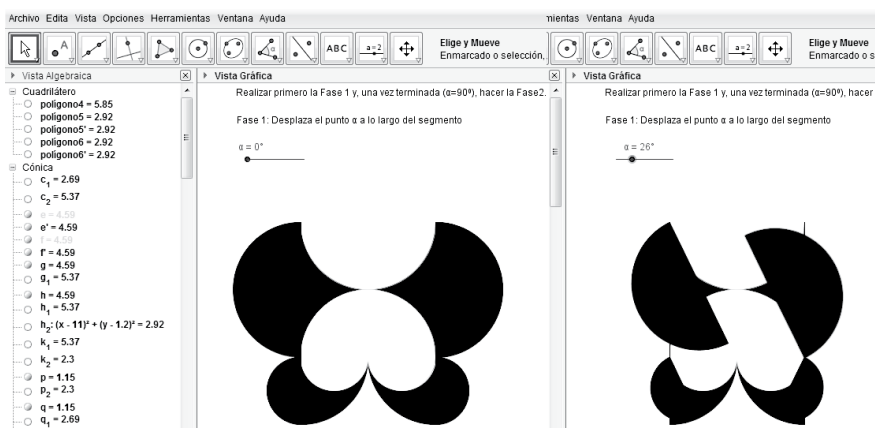 Archivo Edita Vista Opciones Herramientas Ventana Ayuda
A
α
ABC
a=2
Elige y Mueve
Enmarcado o selección,
Vista Algebraica
Cuadrilátero
polígono4 = 5.85
polígono5 = 2.92
polígono5' = 2.92
polígono6 = 2.92
polígono6' = 2.92
Cónica
c₁ = 2.69
c₂ = 5.37
e = 4.59
e' = 4.59
f = 4.59
f' = 4.59
g = 4.59
g₁ = 5.37
h = 4.59
h₁ = 5.37
h₂: (x - 11)² + (y - 1.2)² = 2.92
k₁ = 5.37
k₂ = 2.3
p = 1.15
p₂ = 2.3
q = 1.15
q₁ = 2.69
Vista Gráfica
Realizar primero la Fase 1 y, una vez terminada (α=90º), hacer la Fase2.
Fase 1: Desplaza el punto α a lo largo del segmento
α = 0°
mientas Ventana Ayuda
α
ABC
a=2
Elige y Mueve
Enmarcado o s
Vista Gráfica
Realizar primero la Fase 1 y, una vez terminada (α=90º), hacer
Fase 1: Desplaza el punto α a lo largo del segmento
α = 26°